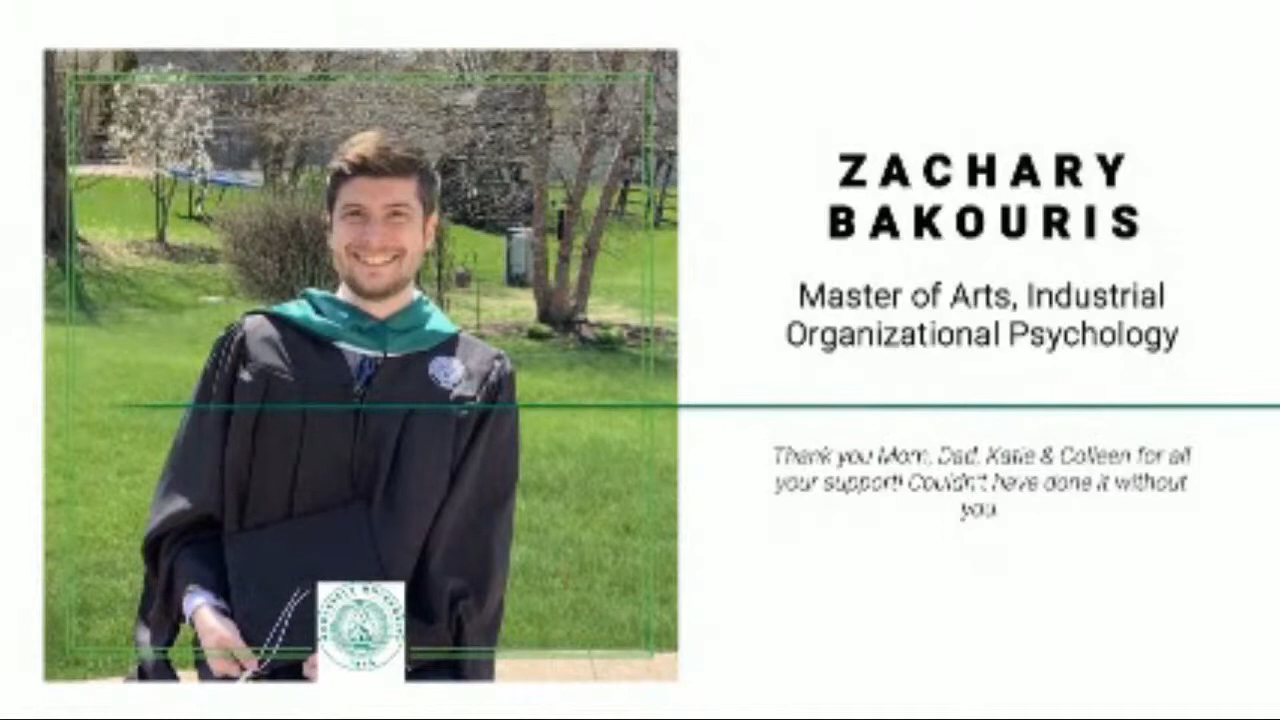 ZACHARY
BAKOURIS
Master of Arts, Industrial
Organizational Psychology
Thank you Mom, Dad, Katie & Colleen for all
your support! Couldn't have done it without
you.